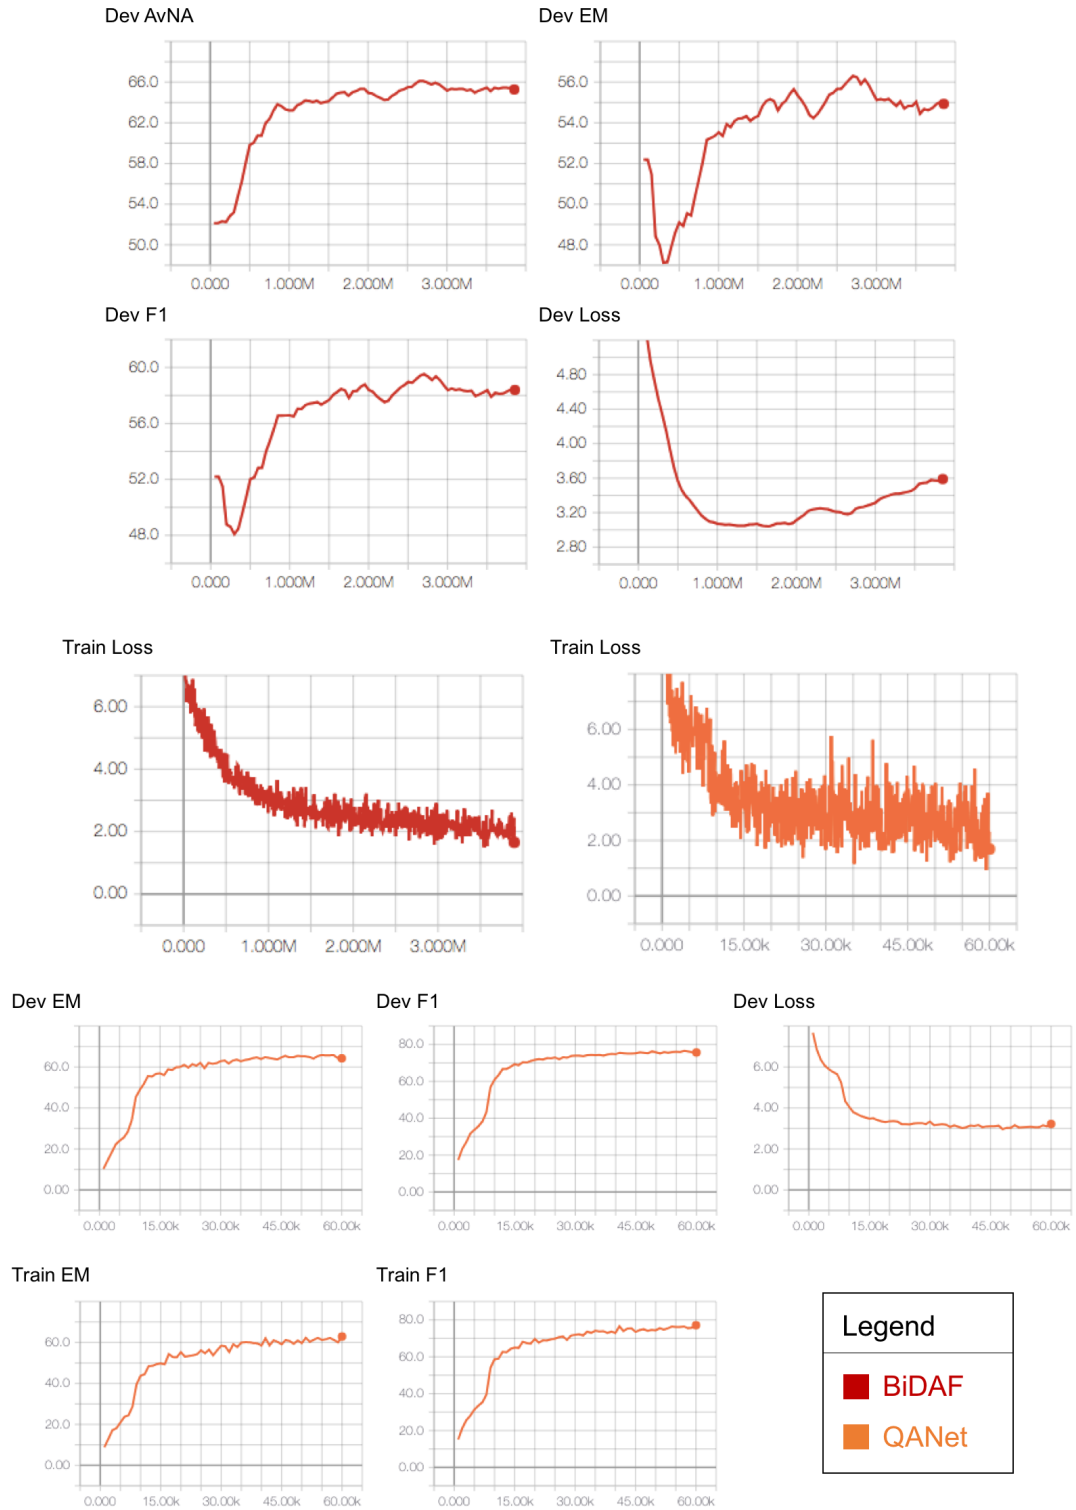 Dev AvNA
66.0
62.0
58.0
54.0
50.0
0.000 1.000M 2.000M 3.000M
Dev EM
56.0
54.0
52.0
50.0
48.0
0.000 1.000M 2.000M 3.000M
Dev F1
60.0
56.0
52.0
48.0
0.000 1.000M 2.000M 3.000M
Dev Loss
4.80
4.40
4.00
3.60
3.20
2.80
0.000 1.000M 2.000M 3.000M
Train Loss
6.00
4.00
2.00
0.00
0.000 1.000M 2.000M 3.000M
Train Loss
6.00
4.00
2.00
0.00
0.000 15.00k 30.00k 45.00k 60.00k
Dev EM
60.0
40.0
20.0
0.00
0.000 15.00k 30.00k 45.00k 60.00k
Dev F1
80.0
60.0
40.0
20.0
0.00
0.000 15.00k 30.00k 45.00k 60.00k
Dev Loss
6.00
4.00
2.00
0.00
0.000 15.00k 30.00k 45.00k 60.00k
Train EM
60.0
40.0
20.0
0.00
0.000 15.00k 30.00k 45.00k 60.00k
Train F1
80.0
60.0
40.0
20.0
0.00
0.000 15.00k 30.00k 45.00k 60.00k
Legend
BiDAF
QANet